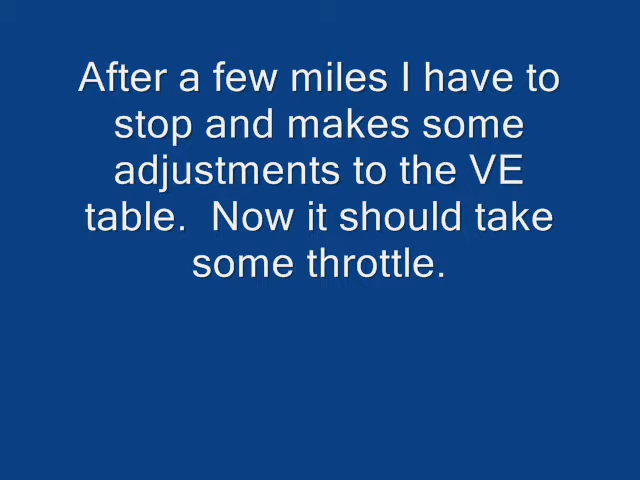 After a few miles I have to
stop and makes some
adjustments to the VE
table.  Now it should take
some throttle.